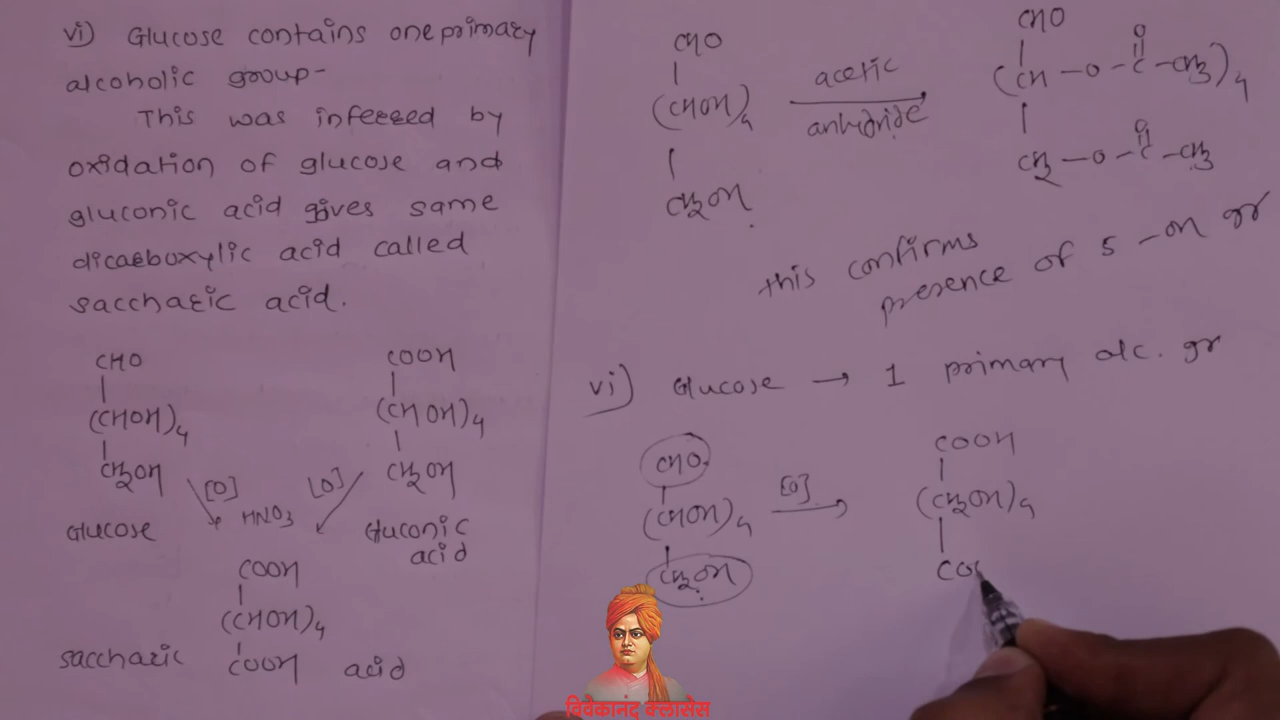 vi) Glucose contains one primary
alcoholic group-
This was inferred by
oxidation of glucose and
gluconic acid gives same
dicarboxylic acid called
saccharic acid.
CHO
|
(CHOH)4
|
CH2OH
Glucose
[O]
HNO3
[O]
COOH
|
(CHOH)4
|
CH2OH
Gluconic
acid
COOH
|
(CHOH)4
|
COOH
saccharic acid
CHO
|
(CHOH)4
|
CH2OH
acetic
anhydride
CHO
|
(CH-O-C-CH3)4
O
||
|
CH2-O-C-CH3
O
||
this confirms
presence of 5 -OH gr
vi) Glucose → 1 primary alc. gr
CHO
|
(CHOH)4
|
CH2OH
[O]
→
COOH
|
(CH2OH)4
|
CO
विवेकानंद क्लासेस